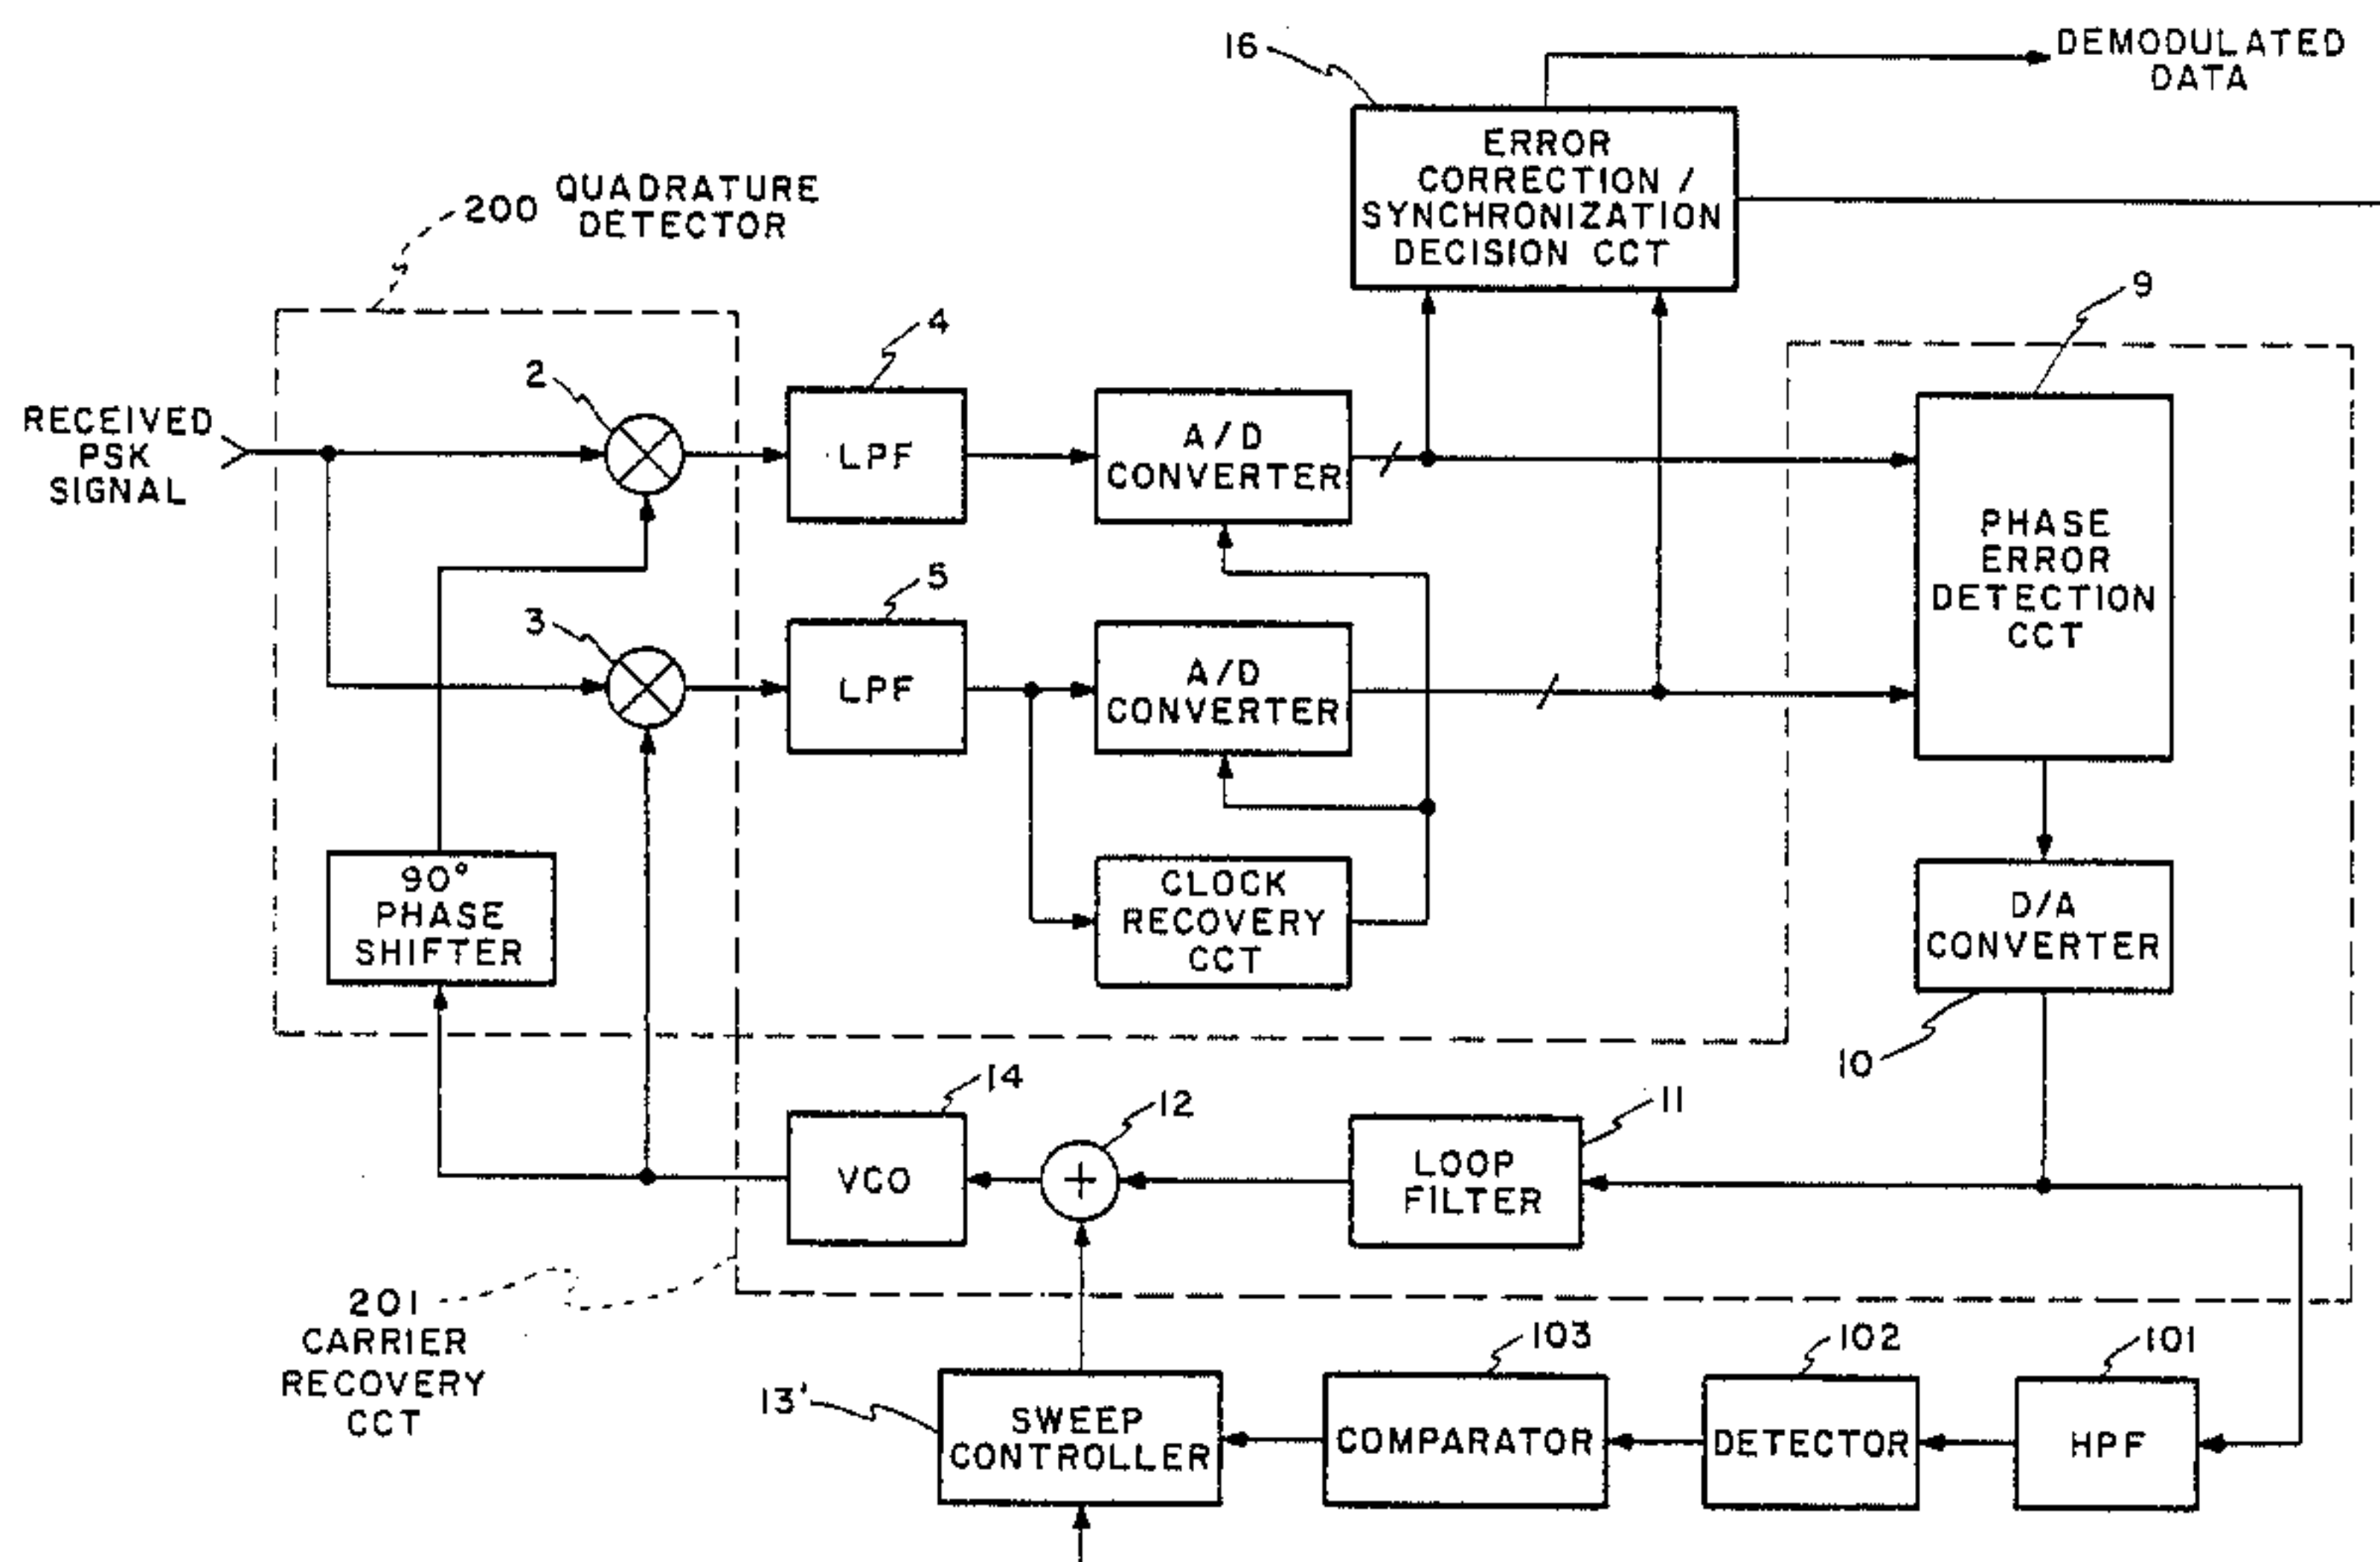 16
DEMODULATED
DATA
ERROR
CORRECTION /
SYNCHRONIZATION
DECISION CCT
200 QUADRATURE
DETECTOR
9
4
2
RECEIVED
PSK
SIGNAL
LPF
A/D
CONVERTER
PHASE
ERROR
DETECTION
CCT
5
3
LPF
A/D
CONVERTER
90°
PHASE
SHIFTER
CLOCK
RECOVERY
CCT
D/A
CONVERTER
10
14
12
11
VCO
+
LOOP
FILTER
201
CARRIER
RECOVERY
CCT
103
102
101
13'
SWEEP
CONTROLLER
COMPARATOR
DETECTOR
HPF